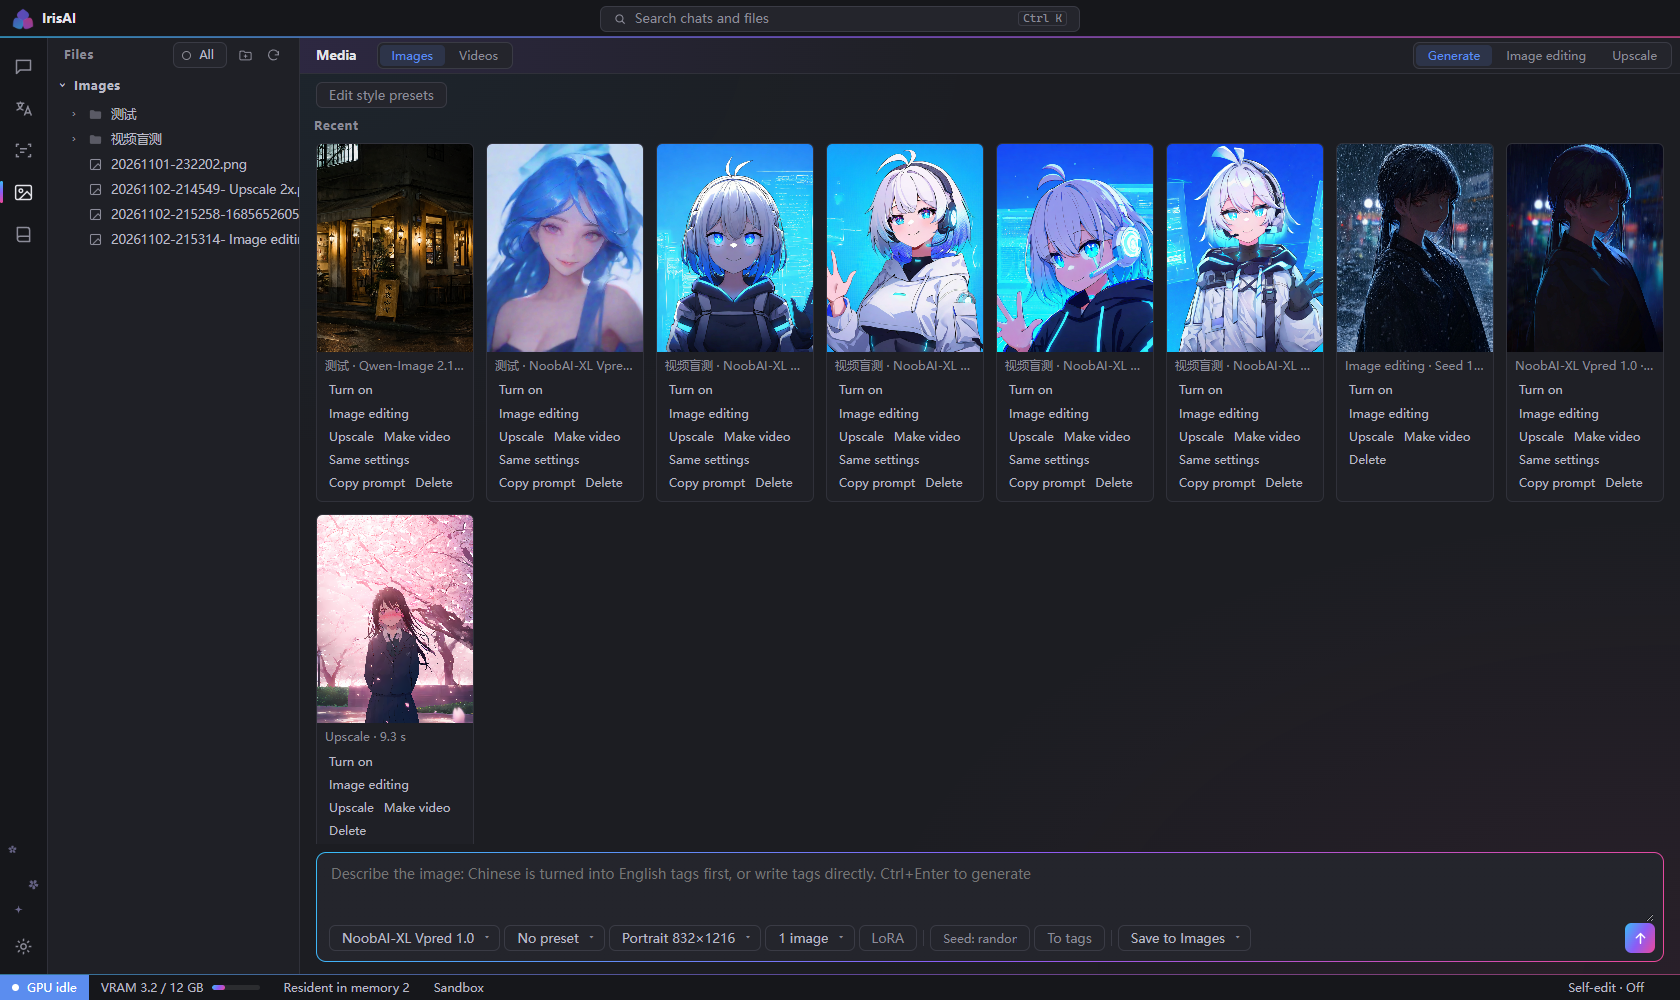 IrisAI
Search chats and files
Ctrl K
Files
All
Media
Images
Videos
Generate
Image editing
Upscale
Images
测试
视频盲测
20261101-232202.png
20261102-214549- Upscale 2x.p
20261102-215258-1685652605
20261102-215314- Image editin
Edit style presets
Recent
测试 · Qwen-Image 2.1...
Turn on
Image editing
Upscale Make video
Same settings
Copy prompt Delete
测试 · NoobAI-XL Vpre...
Turn on
Image editing
Upscale Make video
Same settings
Copy prompt Delete
视频盲测 · NoobAI-XL ...
Turn on
Image editing
Upscale Make video
Same settings
Copy prompt Delete
视频盲测 · NoobAI-XL ...
Turn on
Image editing
Upscale Make video
Same settings
Copy prompt Delete
视频盲测 · NoobAI-XL ...
Turn on
Image editing
Upscale Make video
Same settings
Copy prompt Delete
视频盲测 · NoobAI-XL ...
Turn on
Image editing
Upscale Make video
Same settings
Copy prompt Delete
Image editing · Seed 1...
Turn on
Image editing
Upscale Make video
Delete
NoobAI-XL Vpred 1.0 ·...
Turn on
Image editing
Upscale Make video
Same settings
Copy prompt Delete
Upscale · 9.3 s
Turn on
Image editing
Upscale Make video
Delete
Describe the image: Chinese is turned into English tags first, or write tags directly. Ctrl+Enter to generate
NoobAI-XL Vpred 1.0
No preset
Portrait 832×1216
1 image
LoRA
Seed: randor
To tags
Save to Images
GPU idle
VRAM 3.2 / 12 GB
Resident in memory 2
Sandbox
Self-edit · Off